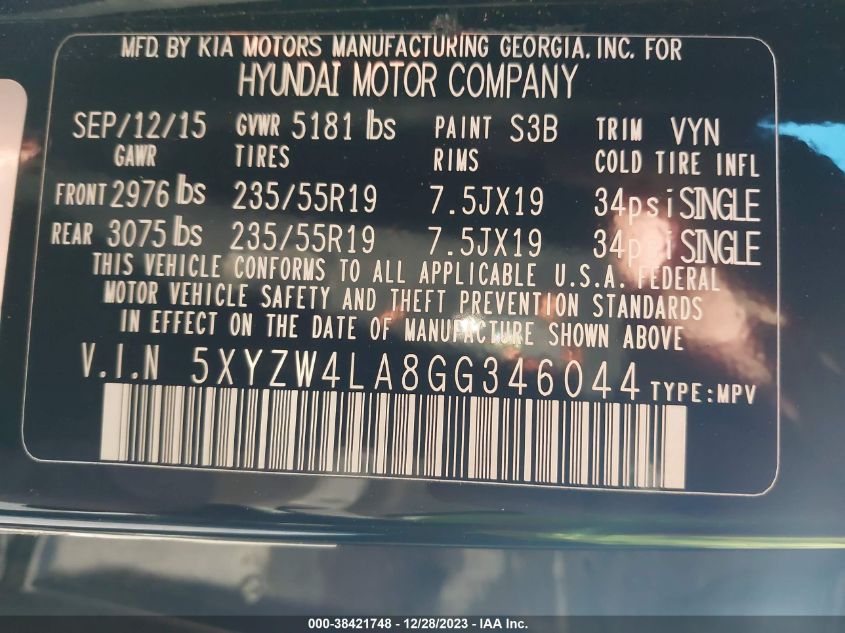 MFD. BY KIA MOTORS MANUFACTURING GEORGIA, INC. FOR
HYUNDAI MOTOR COMPANY
SEP/12/15 GVWR 5181 lbs PAINT S3B TRIM VYN
GAWR TIRES RIMS COLD TIRE INFL
FRONT 2976 lbs 235/55R19 7.5JX19 34psi SINGLE
REAR 3075 lbs 235/55R19 7.5JX19 34psi SINGLE
THIS VEHICLE CONFORMS TO ALL APPLICABLE U.S.A. FEDERAL
MOTOR VEHICLE SAFETY AND THEFT PREVENTION STANDARDS
IN EFFECT ON THE DATE OF MANUFACTURE SHOWN ABOVE
V.I.N 5XYZW4LA8GG346044 TYPE:MPV
000-38421748 - 12/28/2023 - IAA Inc.